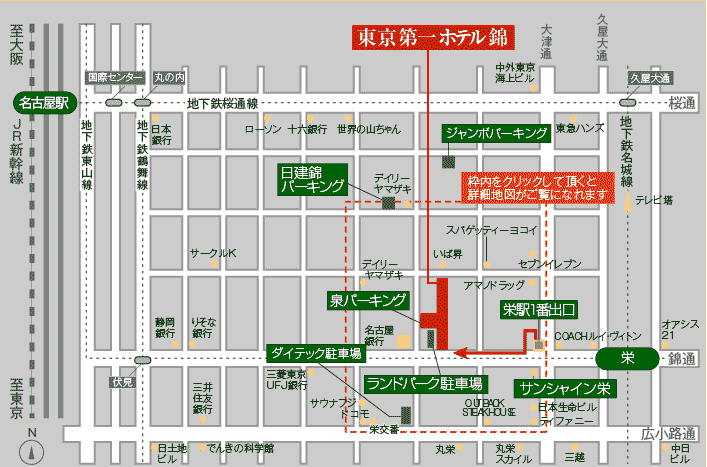 東京第一ホテル錦
至大阪
大津通
久屋大通
中外東京
海上ビル
国際センター
丸の内
久屋大通
名古屋駅
地下鉄桜通線
桜通
JR新幹線
地下鉄東山線
地下鉄鶴舞線
地下鉄名城線
日本
銀行
ローソン
十六銀行
世界の山ちゃん
ジャンボパーキング
東急ハンズ
日建錦
パーキング
デイリー
ヤマザキ
枠内をクリックして頂くと
詳細地図がご覧になれます
テレビ塔
スパゲッティーヨコイ
サークルK
いば昇
セブンイレブン
デイリー
ヤマザキ
アマノドラッグ
泉パーキング
栄駅1番出口
静岡
銀行
りそな
銀行
名古屋
銀行
COACH
ルイ・ヴィトン
オアシス
21
ダイテック駐車場
栄
錦通
伏見
三菱東京
UFJ銀行
ランドパーク駐車場
サンシャイン栄
至東京
三井
住友
銀行
サウナフジ
ドコモ
OUTBACK
STEAKHOUSE
日本生命ビル
ティファニー
栄交番
広小路通
N
日土地
ビル
でんきの科学館
丸栄
丸栄
スカイル
三越
中日
ビル